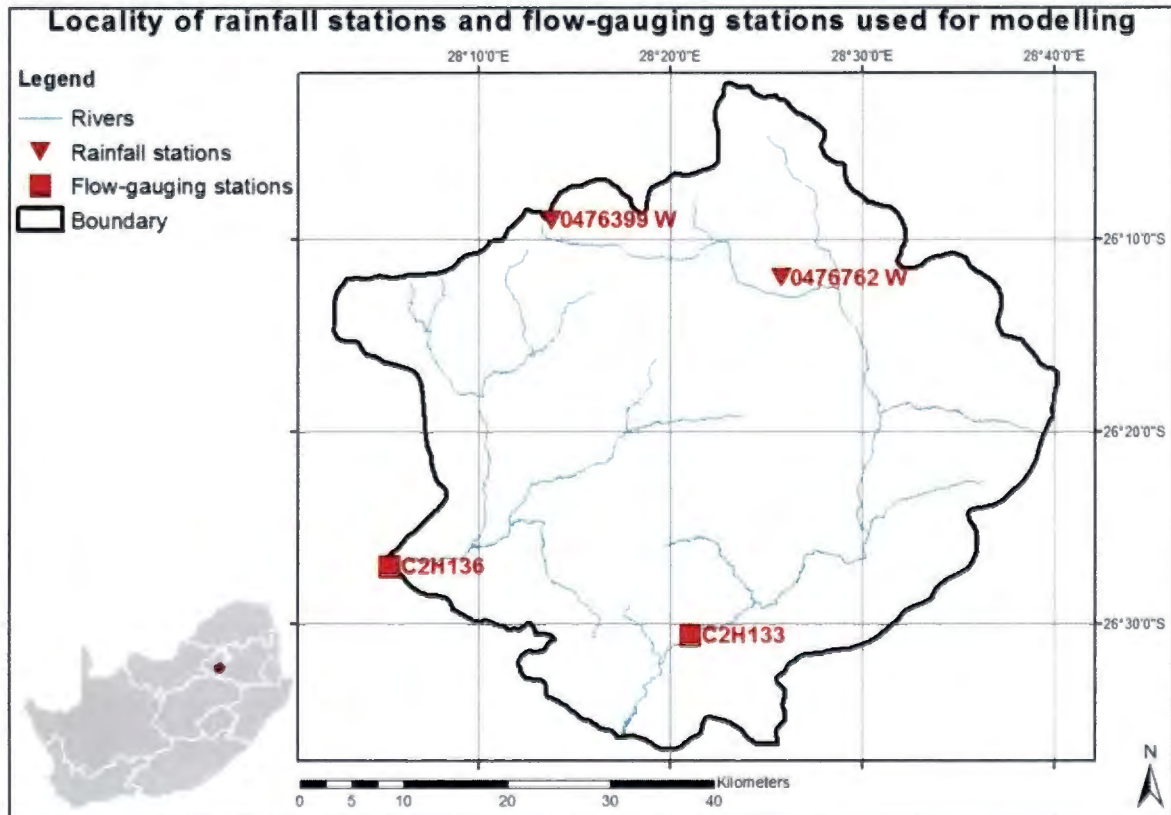 Locality of rainfall stations and flow-gauging stations used for modelling
28°10'0"E
28°20'0"E
28°30'0"E
28°40'0"E
Legend
Rivers
Rainfall stations
Flow-gauging stations
Boundary
0476399 W
0476762 W
26°10'0"S
26°20'0"S
C2H136
C2H133
26°30'0"S
N
Kilometers
0 5 10 20 30 40